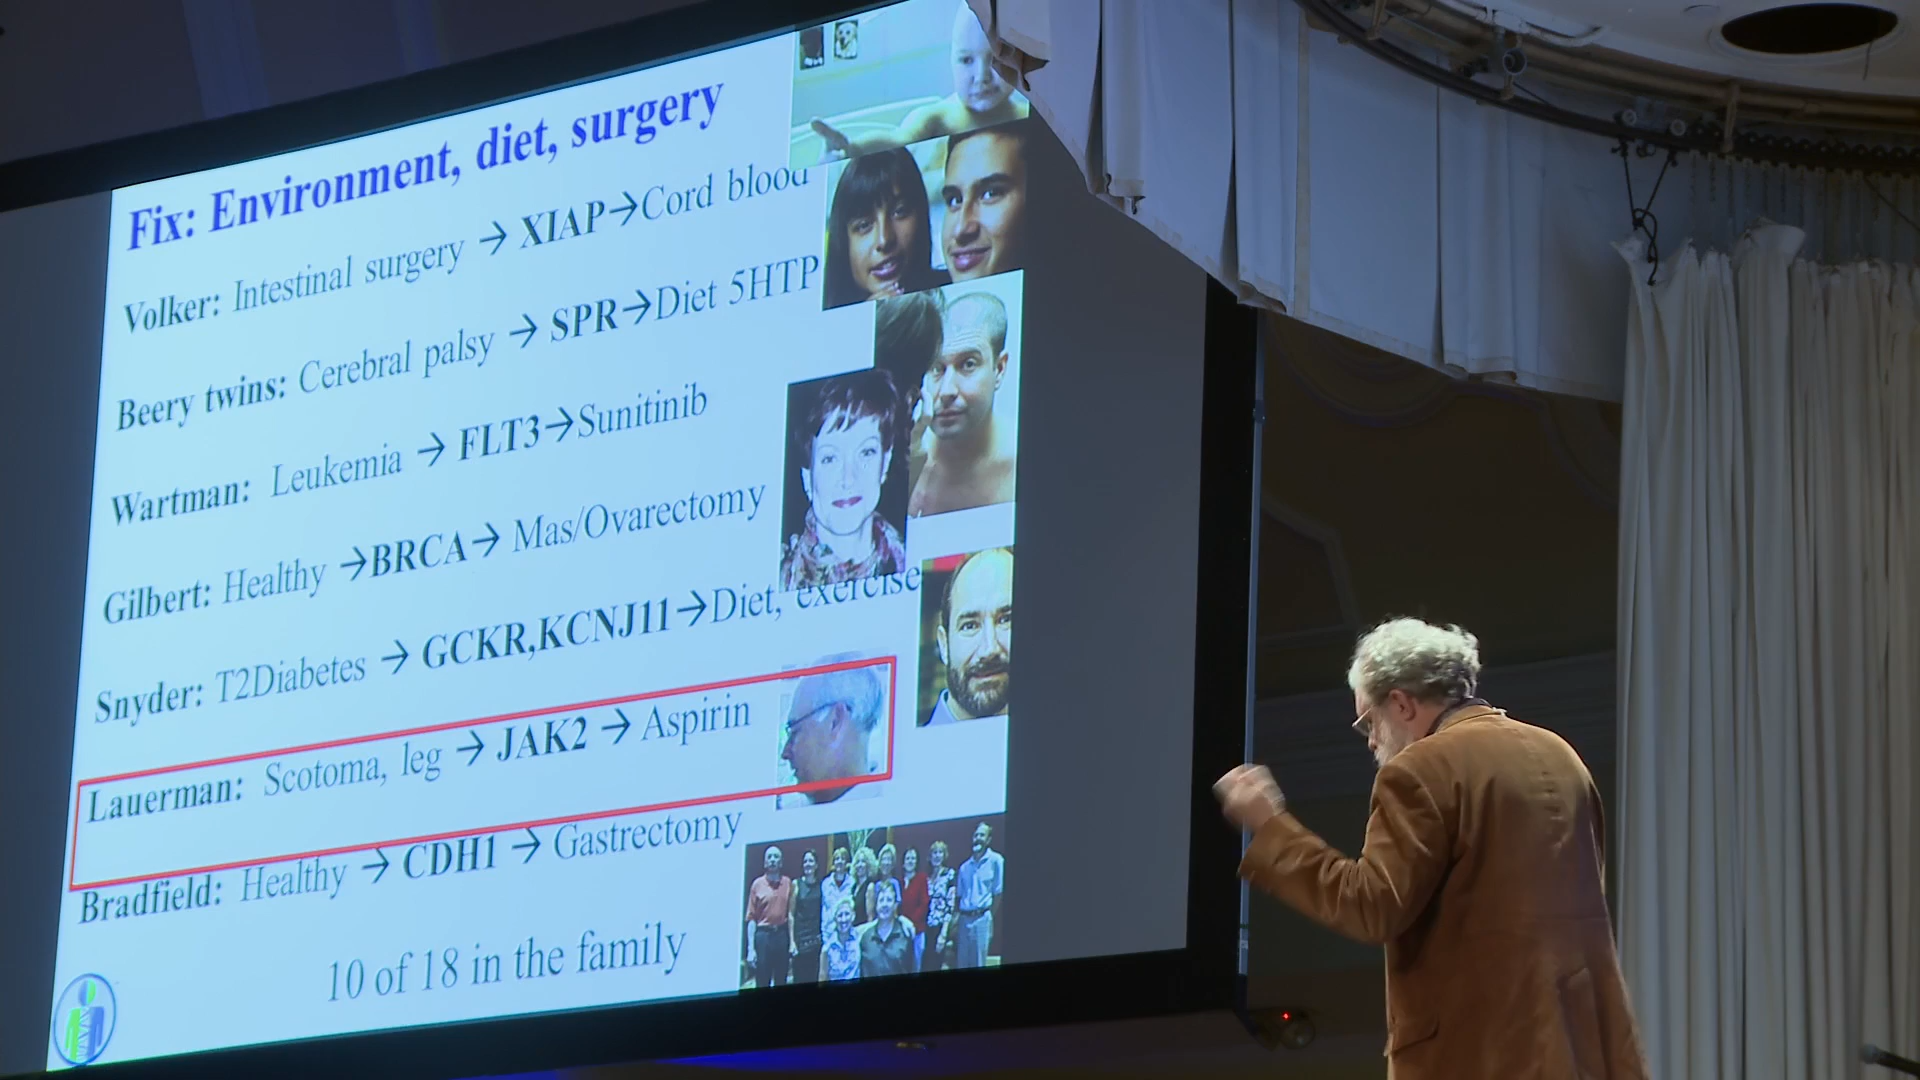 Fix: Environment, diet, surgery
Volker: Intestinal surgery → XIAP→Cord blood
Beery twins: Cerebral palsy → SPR→Diet 5HTP
Wartman: Leukemia → FLT3→Sunitinib
Gilbert: Healthy →BRCA→ Mas/Ovarectomy
Snyder: T2Diabetes → GCKR,KCNJ11→Diet, exercise
Lauerman: Scotoma, leg → JAK2 → Aspirin
Bradfield: Healthy → CDH1 → Gastrectomy
10 of 18 in the family